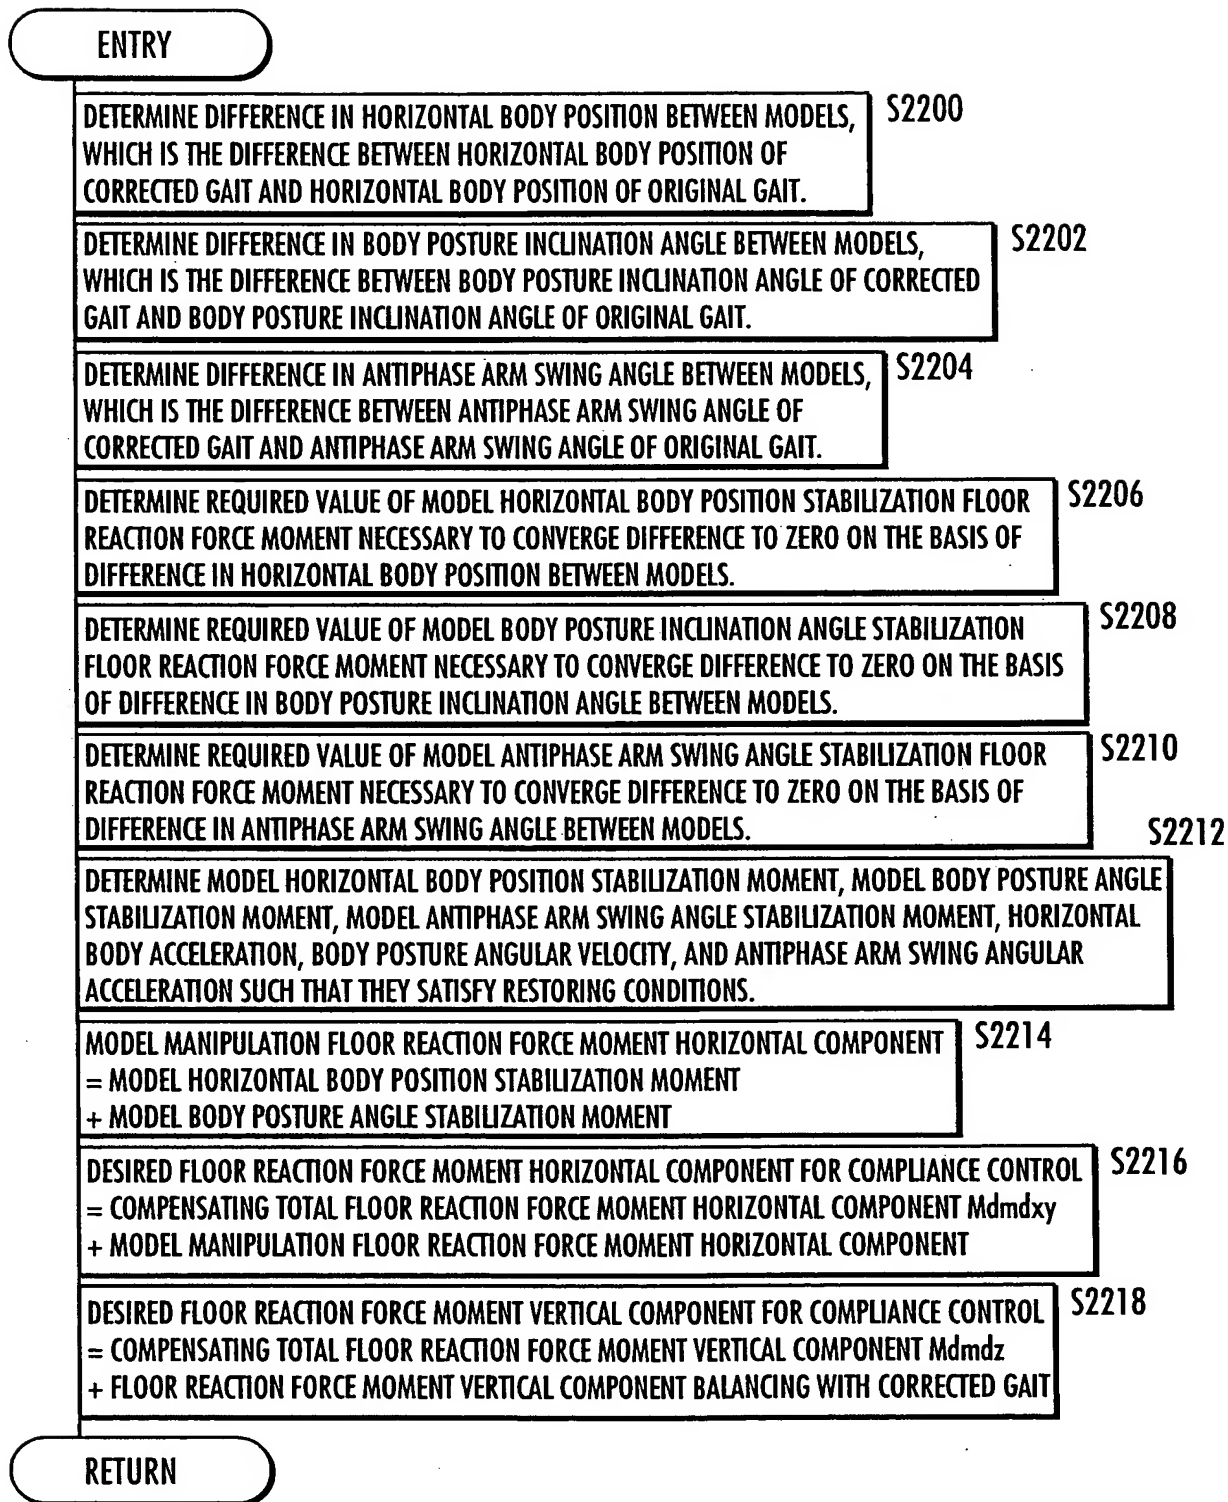 ENTRY
DETERMINE DIFFERENCE IN HORIZONTAL BODY POSITION BETWEEN MODELS,
WHICH IS THE DIFFERENCE BETWEEN HORIZONTAL BODY POSITION OF
CORRECTED GAIT AND HORIZONTAL BODY POSITION OF ORIGINAL GAIT.
S2200
DETERMINE DIFFERENCE IN BODY POSTURE INCLINATION ANGLE BETWEEN MODELS,
WHICH IS THE DIFFERENCE BETWEEN BODY POSTURE INCLINATION ANGLE OF CORRECTED
GAIT AND BODY POSTURE INCLINATION ANGLE OF ORIGINAL GAIT.
S2202
DETERMINE DIFFERENCE IN ANTIPHASE ARM SWING ANGLE BETWEEN MODELS,
WHICH IS THE DIFFERENCE BETWEEN ANTIPHASE ARM SWING ANGLE OF
CORRECTED GAIT AND ANTIPHASE ARM SWING ANGLE OF ORIGINAL GAIT.
S2204
DETERMINE REQUIRED VALUE OF MODEL HORIZONTAL BODY POSITION STABILIZATION FLOOR
REACTION FORCE MOMENT NECESSARY TO CONVERGE DIFFERENCE TO ZERO ON THE BASIS OF
DIFFERENCE IN HORIZONTAL BODY POSITION BETWEEN MODELS.
S2206
DETERMINE REQUIRED VALUE OF MODEL BODY POSTURE INCLINATION ANGLE STABILIZATION
FLOOR REACTION FORCE MOMENT NECESSARY TO CONVERGE DIFFERENCE TO ZERO ON THE BASIS
OF DIFFERENCE IN BODY POSTURE INCLINATION ANGLE BETWEEN MODELS.
S2208
DETERMINE REQUIRED VALUE OF MODEL ANTIPHASE ARM SWING ANGLE STABILIZATION FLOOR
REACTION FORCE MOMENT NECESSARY TO CONVERGE DIFFERENCE TO ZERO ON THE BASIS OF
DIFFERENCE IN ANTIPHASE ARM SWING ANGLE BETWEEN MODELS.
S2210
S2212
DETERMINE MODEL HORIZONTAL BODY POSITION STABILIZATION MOMENT, MODEL BODY POSTURE ANGLE
STABILIZATION MOMENT, MODEL ANTIPHASE ARM SWING ANGLE STABILIZATION MOMENT, HORIZONTAL
BODY ACCELERATION, BODY POSTURE ANGULAR VELOCITY, AND ANTIPHASE ARM SWING ANGULAR
ACCELERATION SUCH THAT THEY SATISFY RESTORING CONDITIONS.
MODEL MANIPULATION FLOOR REACTION FORCE MOMENT HORIZONTAL COMPONENT
= MODEL HORIZONTAL BODY POSITION STABILIZATION MOMENT
+ MODEL BODY POSTURE ANGLE STABILIZATION MOMENT
S2214
DESIRED FLOOR REACTION FORCE MOMENT HORIZONTAL COMPONENT FOR COMPLIANCE CONTROL
= COMPENSATING TOTAL FLOOR REACTION FORCE MOMENT HORIZONTAL COMPONENT Mdmdxy
+ MODEL MANIPULATION FLOOR REACTION FORCE MOMENT HORIZONTAL COMPONENT
S2216
DESIRED FLOOR REACTION FORCE MOMENT VERTICAL COMPONENT FOR COMPLIANCE CONTROL
= COMPENSATING TOTAL FLOOR REACTION FORCE MOMENT VERTICAL COMPONENT Mdmdz
+ FLOOR REACTION FORCE MOMENT VERTICAL COMPONENT BALANCING WITH CORRECTED GAIT
S2218
RETURN